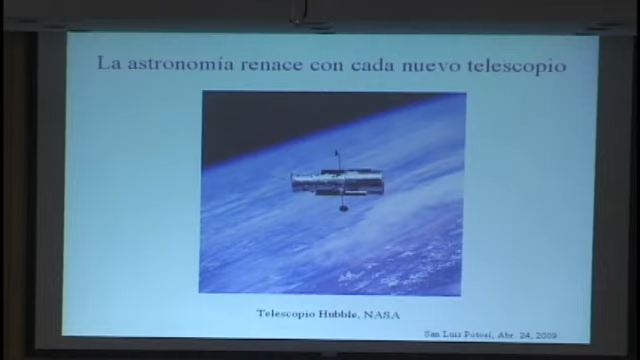 La astronomía renace con cada nuevo telescopio
Telescopio Hubble, NASA
San Luis Potosí, Abr. 24, 2009